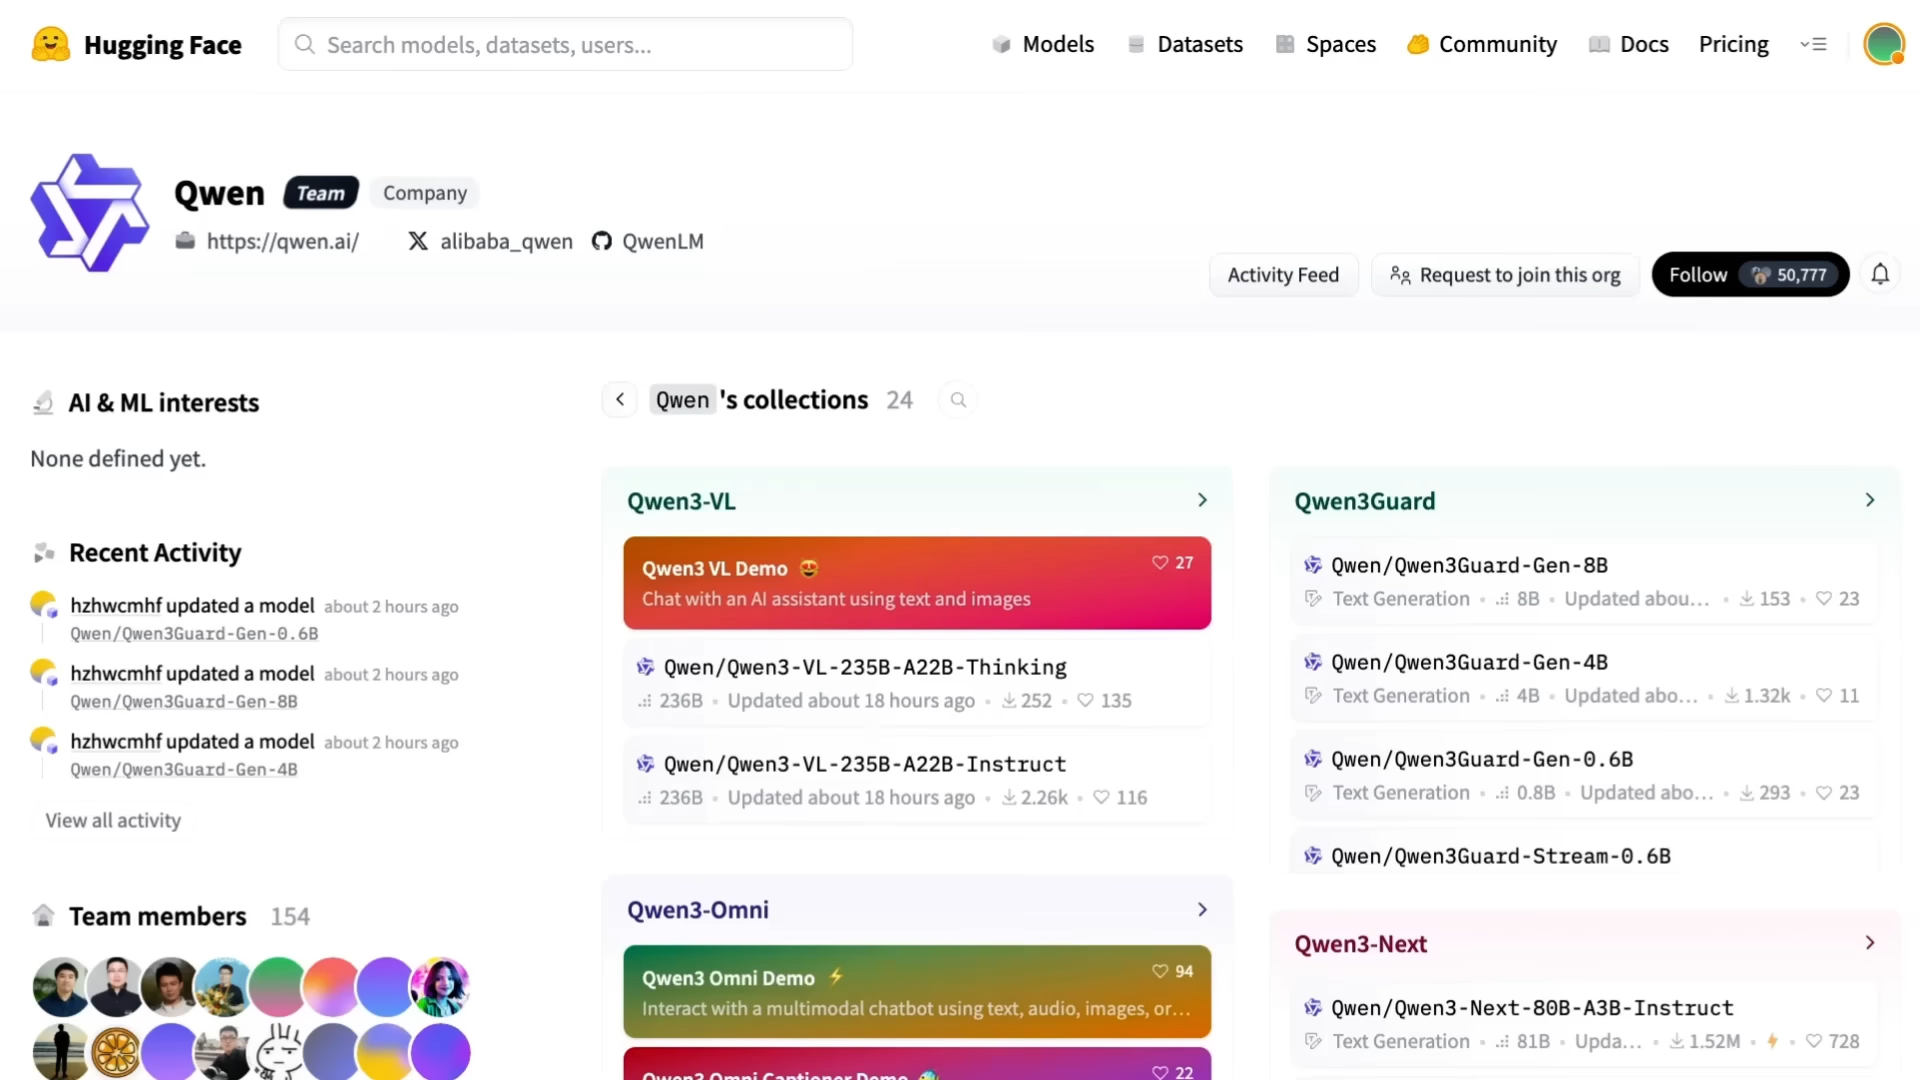 Hugging Face
Search models, datasets, users...
Models
Datasets
Spaces
Community
Docs
Pricing
Qwen
Team
Company
https://qwen.ai/
alibaba_qwen
QwenLM
Activity Feed
Request to join this org
Follow 50,777
AI & ML interests
None defined yet.
Recent Activity
hzhwcmhf updated a model about 2 hours ago
Qwen/Qwen3Guard-Gen-0.6B
hzhwcmhf updated a model about 2 hours ago
Qwen/Qwen3Guard-Gen-8B
hzhwcmhf updated a model about 2 hours ago
Qwen/Qwen3Guard-Gen-4B
View all activity
Team members 154
Qwen 's collections 24
Qwen3-VL
Qwen3 VL Demo 27
Chat with an AI assistant using text and images
Qwen/Qwen3-VL-235B-A22B-Thinking
236B • Updated about 18 hours ago • 252 • 135
Qwen/Qwen3-VL-235B-A22B-Instruct
236B • Updated about 18 hours ago • 2.26k • 116
Qwen3-Omni
Qwen3 Omni Demo 94
Interact with a multimodal chatbot using text, audio, images, or...
Qwen3 Omni Captioner Demo 22
Qwen3Guard
Qwen/Qwen3Guard-Gen-8B
Text Generation • 8B • Updated abou... • 153 • 23
Qwen/Qwen3Guard-Gen-4B
Text Generation • 4B • Updated abo... • 1.32k • 11
Qwen/Qwen3Guard-Gen-0.6B
Text Generation • 0.8B • Updated abo... • 293 • 23
Qwen/Qwen3Guard-Stream-0.6B
Qwen3-Next
Qwen/Qwen3-Next-80B-A3B-Instruct
Text Generation • 81B • Upda... • 1.52M • 728